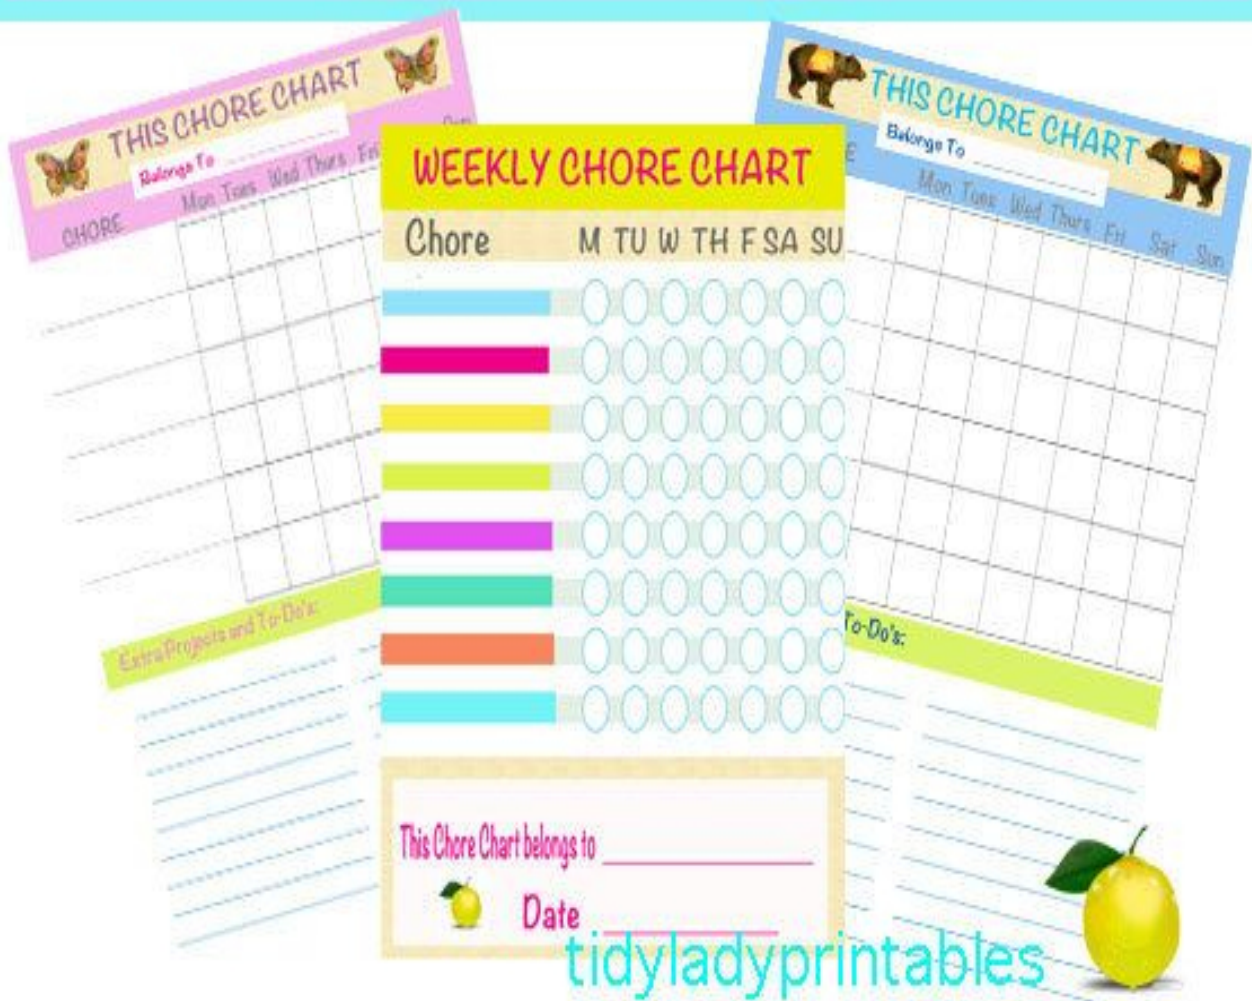 THIS CHORE CHART
Belongs To
CHORE
Mon Tues Wed Thurs Fri
Extra Projects and To-Do's:
WEEKLY CHORE CHART
Chore M TU W TH F SA SU
This Chore Chart belongs to
Date
THIS CHORE CHART
Belongs To
E
Mon Tues Wed Thurs Fri Sat Sun
To-Do's:
tidyladyprintables